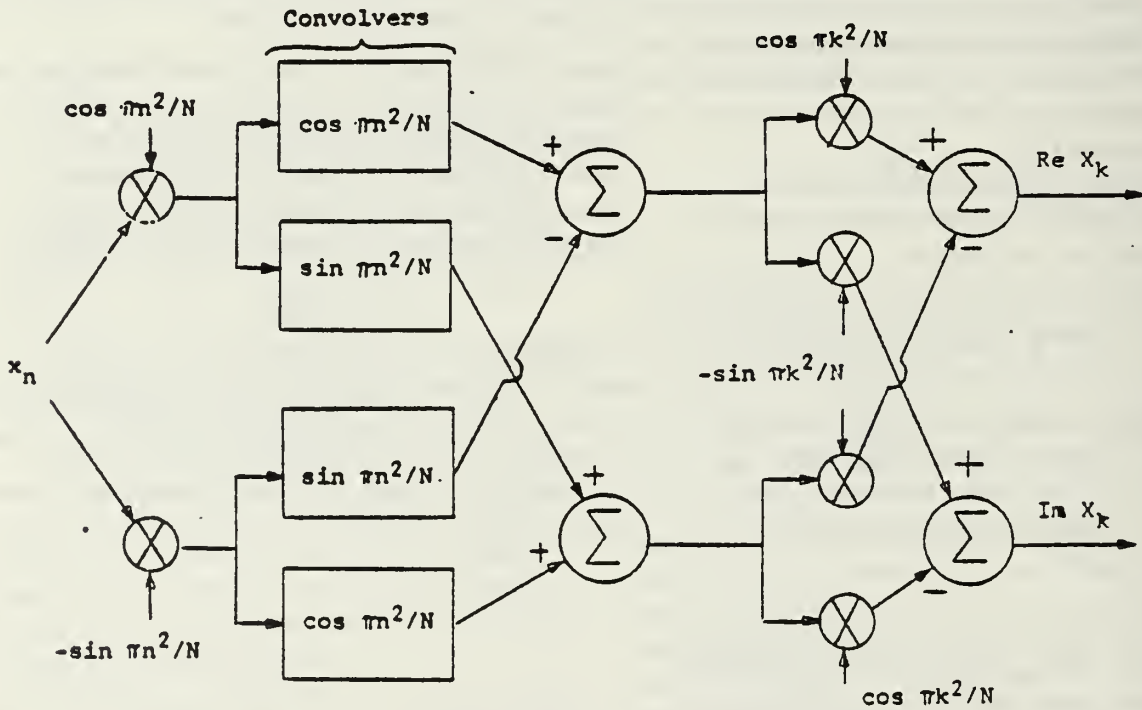 Convolvers
cos πk²/N
cos πn²/N
cos πn²/N
+
+
Σ
Re X_k
Σ
-
-
sin πn²/N
x_n
-sin πk²/N
sin πn²/N.
+
+
Σ
Im X_k
Σ
+
-
cos πn²/N
-sin πn²/N
cos πk²/N